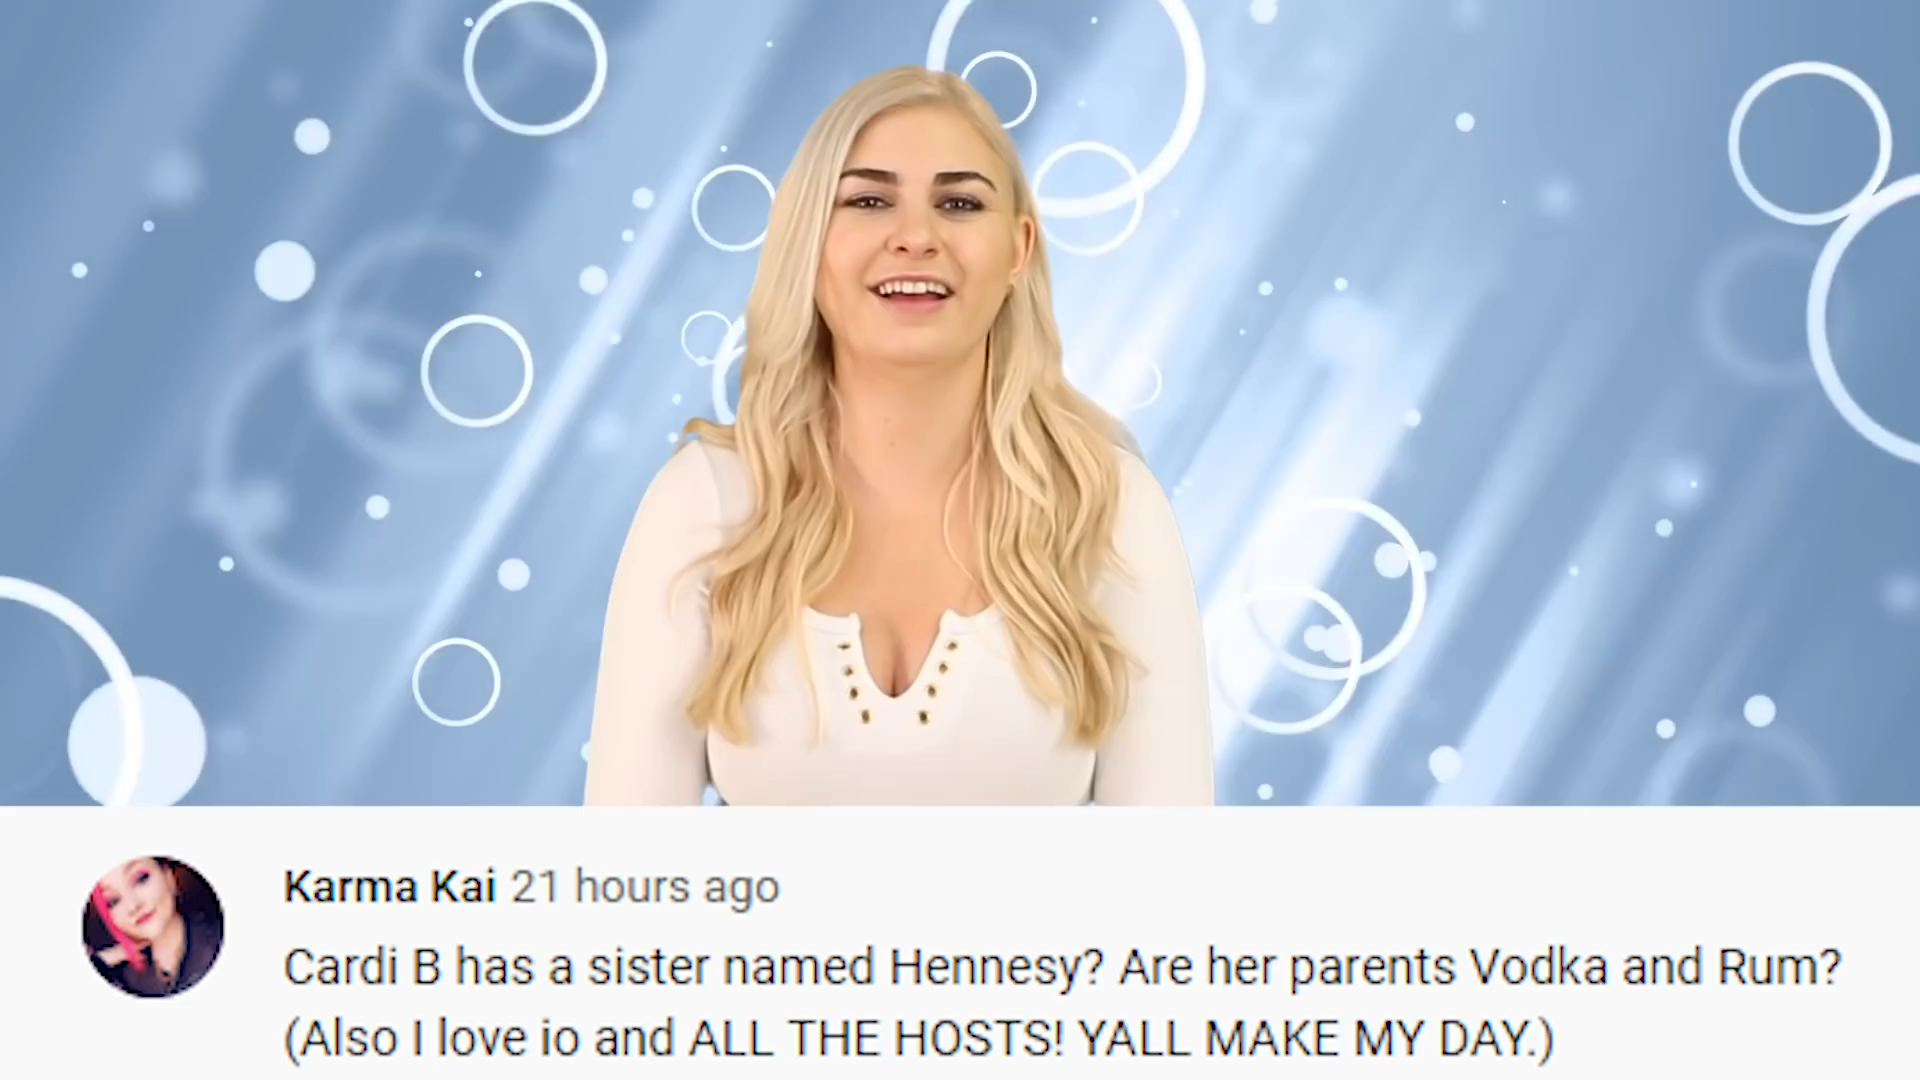 Karma Kai 21 hours ago
Cardi B has a sister named Hennesy? Are her parents Vodka and Rum?
(Also I love io and ALL THE HOSTS! YALL MAKE MY DAY.)